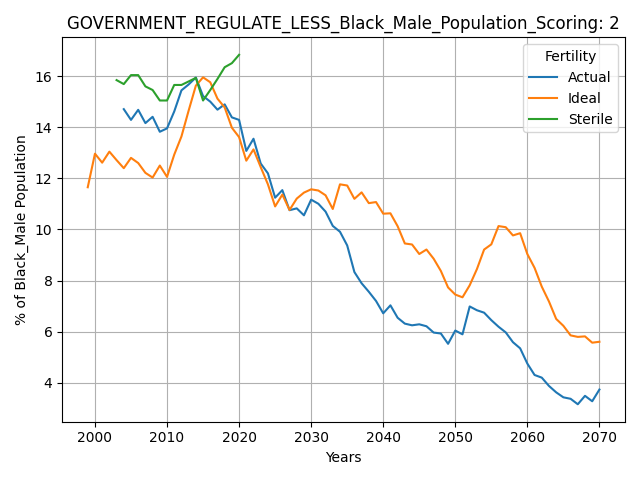 GOVERNMENT_REGULATE_LESS_Black_Male_Population_Scoring: 2
Fertility
Actual
Ideal
Sterile
% of Black_Male Population
16
14
12
10
8
6
4
2000 2010 2020 2030 2040 2050 2060 2070
Years